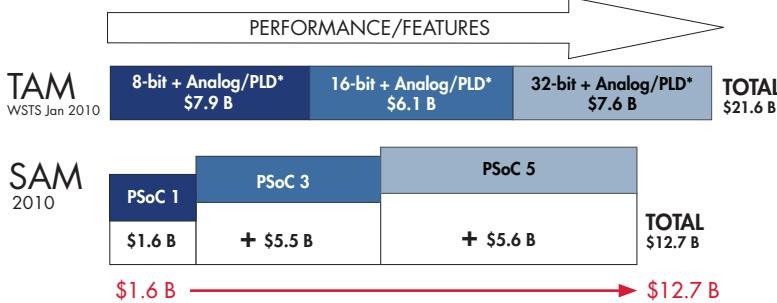 PERFORMANCE/FEATURES
TAM
WSTS Jan 2010
8-bit + Analog/PLD*
$7.9 B
16-bit + Analog/PLD*
$6.1 B
32-bit + Analog/PLD*
$7.6 B
TOTAL
$21.6 B
SAM
2010
PSoC 1
$1.6 B
PSoC 3
+ $5.5 B
PSoC 5
+ $5.6 B
TOTAL
$12.7 B
$1.6 B
$12.7 B